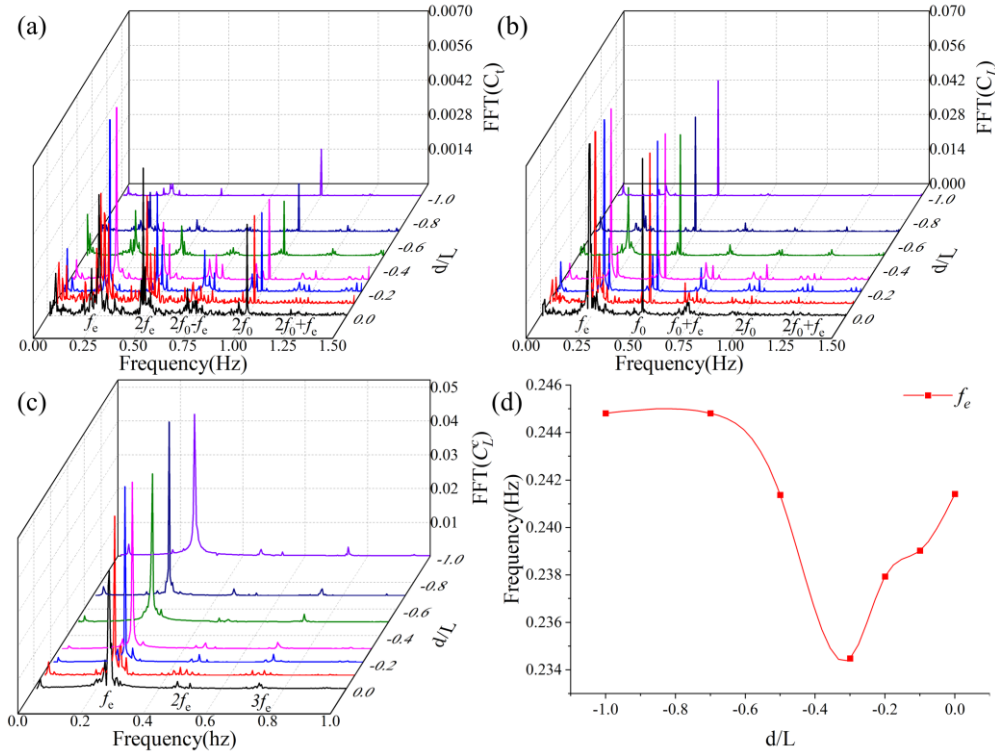 (a)
0.0070
0.0056
0.0042
0.0028
0.0014
FFT(C_t)
-1.0
-0.8
-0.6
-0.4
-0.2
0.0
d/L
f_e 2f_e 2f_0-f_e 2f_0 2f_0+f_e
0.00 0.25 0.50 0.75 1.00 1.25 1.50
Frequency(Hz)
(b)
0.070
0.056
0.042
0.028
0.014
0.000
FFT(C_L)
-1.0
-0.8
-0.6
-0.4
-0.2
0.0
d/L
f_e f_0 f_0+f_e 2f_0 2f_0+f_e
0.00 0.25 0.50 0.75 1.00 1.25 1.50
Frequency(Hz)
(c)
0.05
0.04
0.03
0.02
0.01
FFT(C_L^c)
-1.0
-0.8
-0.6
-0.4
-0.2
0.0
d/L
f_e 2f_e 3f_e
0.0 0.2 0.4 0.6 0.8 1.0
Frequency(hz)
(d)
f_e
0.246
0.244
0.242
0.240
0.238
0.236
0.234
Frequency(Hz)
-1.0 -0.8 -0.6 -0.4 -0.2 0.0
d/L